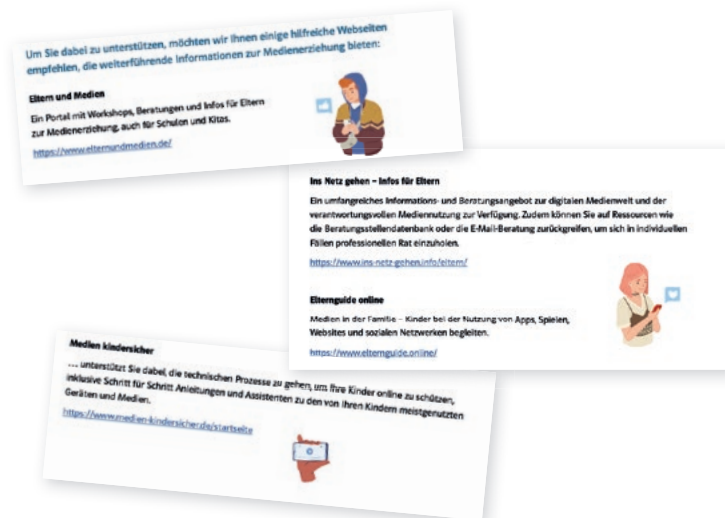 Um Sie dabei zu unterstützen, möchten wir Ihnen einige hilfreiche Webseiten
empfehlen, die weiterführende Informationen zur Medienerziehung bieten:
Eltern und Medien
Ein Portal mit Workshops, Beratungen und Infos für Eltern
zur Medienerziehung, auch für Schulen und Kitas.
https://www.elternundmedien.de/
Ins Netz gehen – Infos für Eltern
Ein umfangreiches Informations- und Beratungsangebot zur digitalen Medienwelt und der
verantwortungsvollen Mediennutzung zur Verfügung. Zudem können Sie auf Ressourcen wie
die Beratungsstellendatenbank oder die E-Mail-Beratung zurückgreifen, um sich in individuellen
Fällen professionellen Rat einzuholen.
https://www.ins-netz-gehen.info/eltern/
Elternguide online
Medien in der Familie – Kinder bei der Nutzung von Apps, Spielen,
Websites und sozialen Netzwerken begleiten.
https://www.elternguide.online/
Medien kindersicher
... unterstützt Sie dabei, die technischen Prozesse zu gehen, um Ihre Kinder online zu schützen,
inklusive Schritt für Schritt Anleitungen und Assistenten zu den von Ihren Kindern meistgenutzten
Geräten und Medien.
https://www.medien-kindersicher.de/startseite